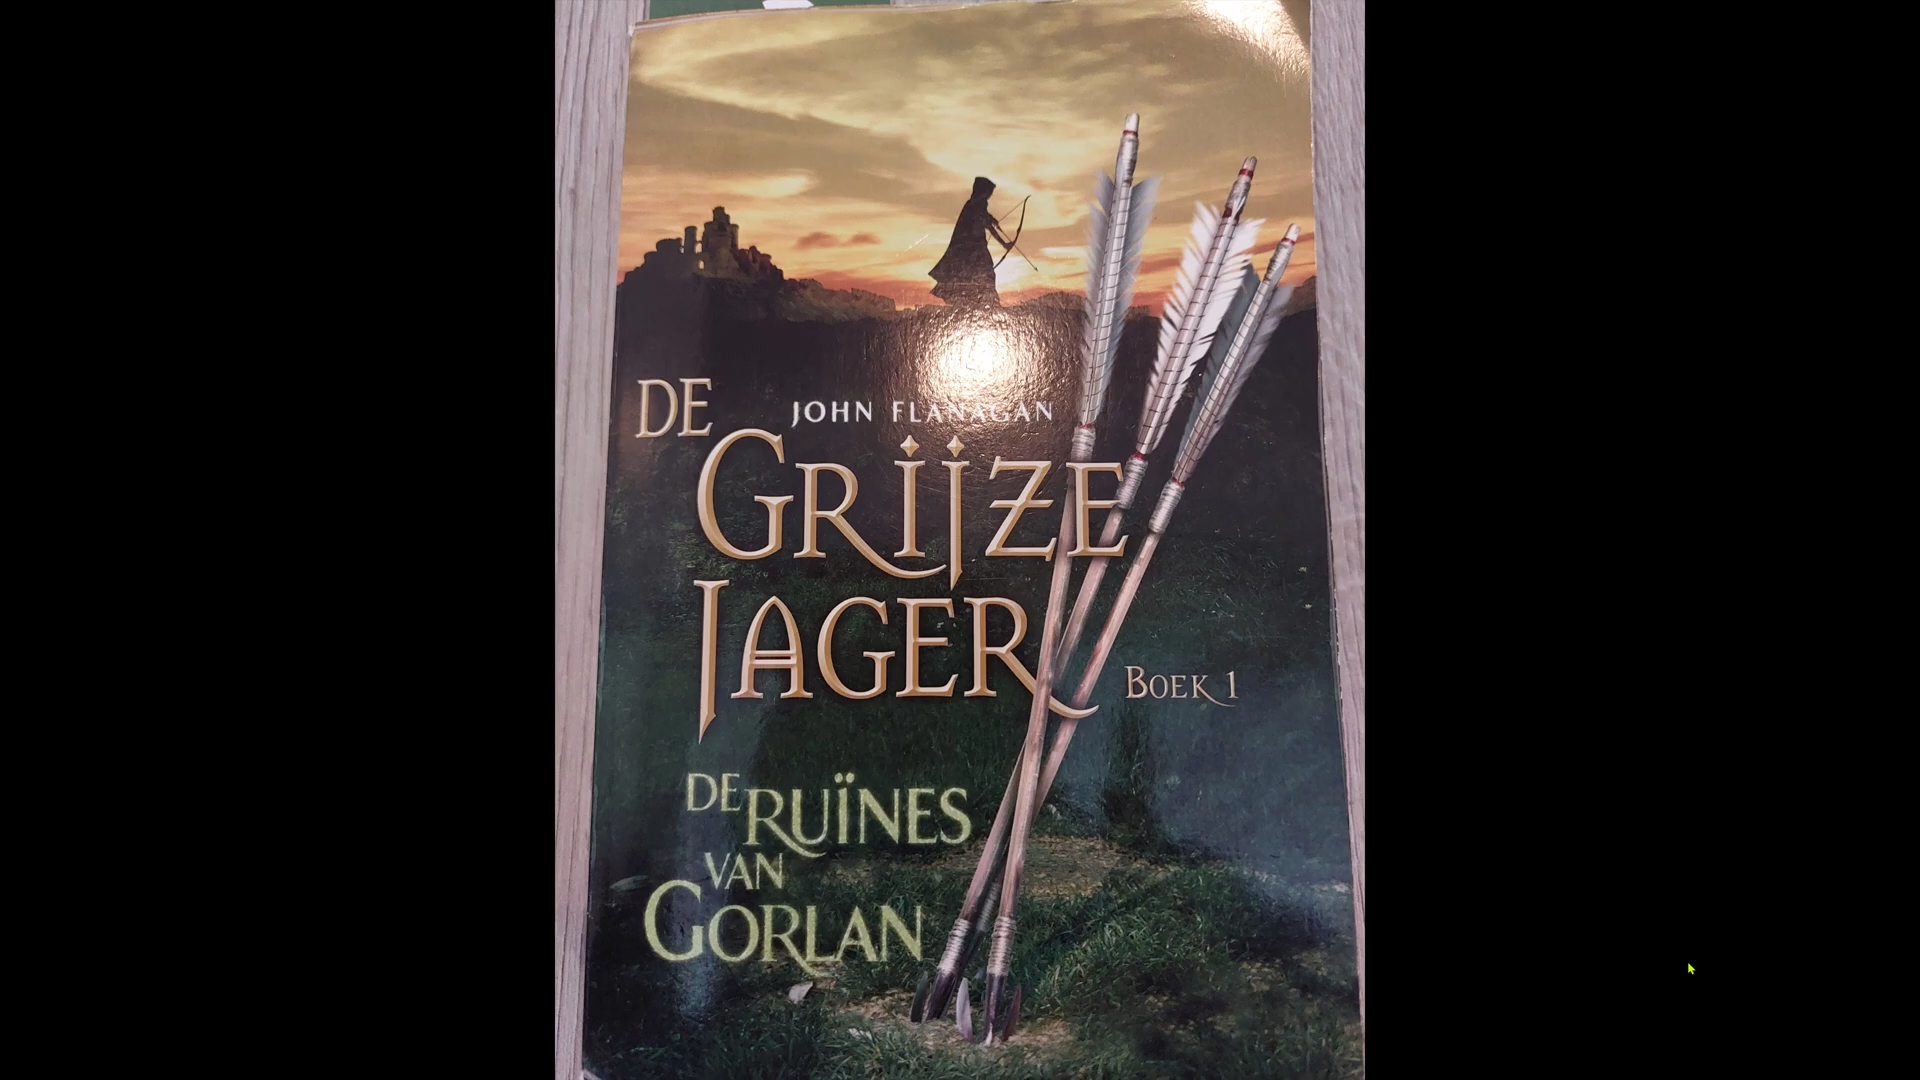 JOHN FLANAGAN
DE
GRIJZE
JAGER
BOEK 1
DE RUÏNES
VAN
GORLAN